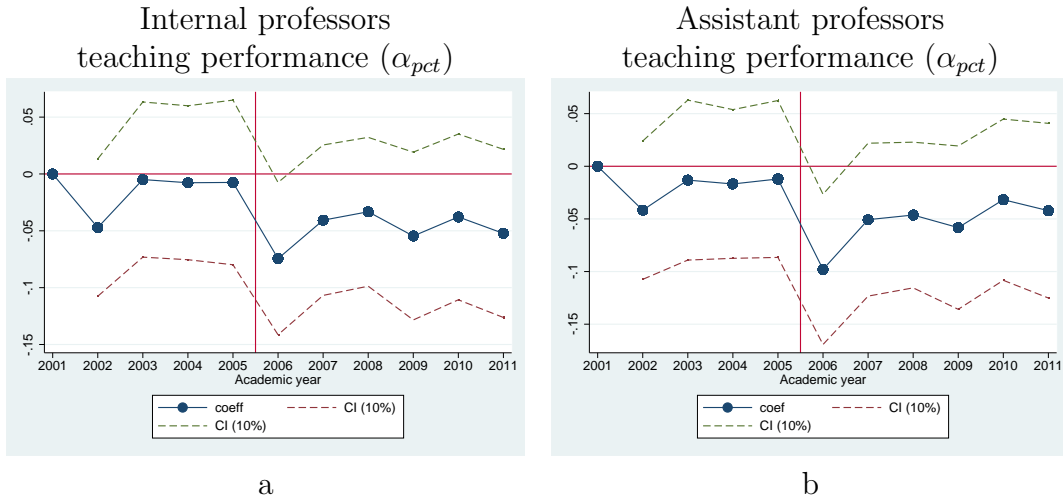 Internal professors
teaching performance (αpct)
.05
0
-.05
-.1
-.15
2001 2002 2003 2004 2005 2006 2007 2008 2009 2010 2011
Academic year
coeff CI (10%)
CI (10%)
a
Assistant professors
teaching performance (αpct)
.05
0
-.05
-.1
-.15
2001 2002 2003 2004 2005 2006 2007 2008 2009 2010 2011
Academic year
coef CI (10%)
CI (10%)
b